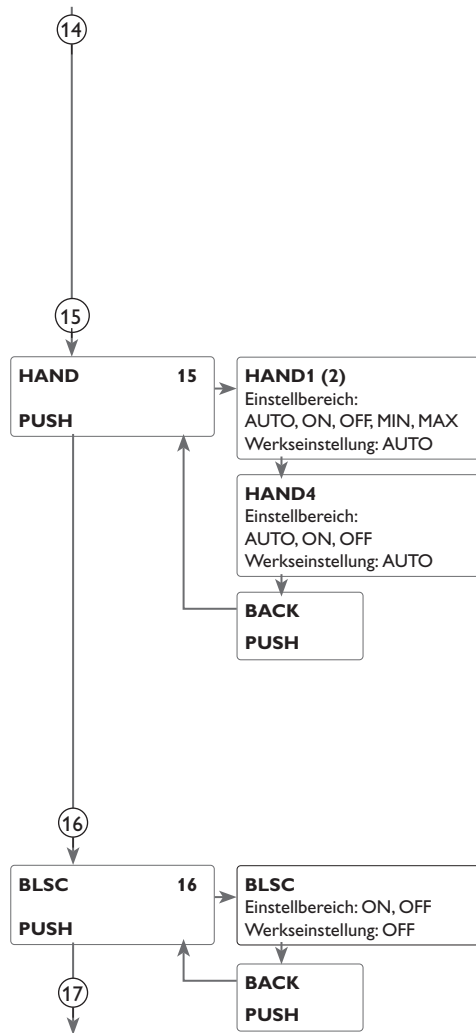 14
15
HAND 15
PUSH
HAND1 (2)
Einstellbereich:
AUTO, ON, OFF, MIN, MAX
Werkseinstellung: AUTO
HAND4
Einstellbereich:
AUTO, ON, OFF
Werkseinstellung: AUTO
BACK
PUSH
16
BLSC 16
PUSH
BLSC
Einstellbereich: ON, OFF
Werkseinstellung: OFF
BACK
PUSH
17